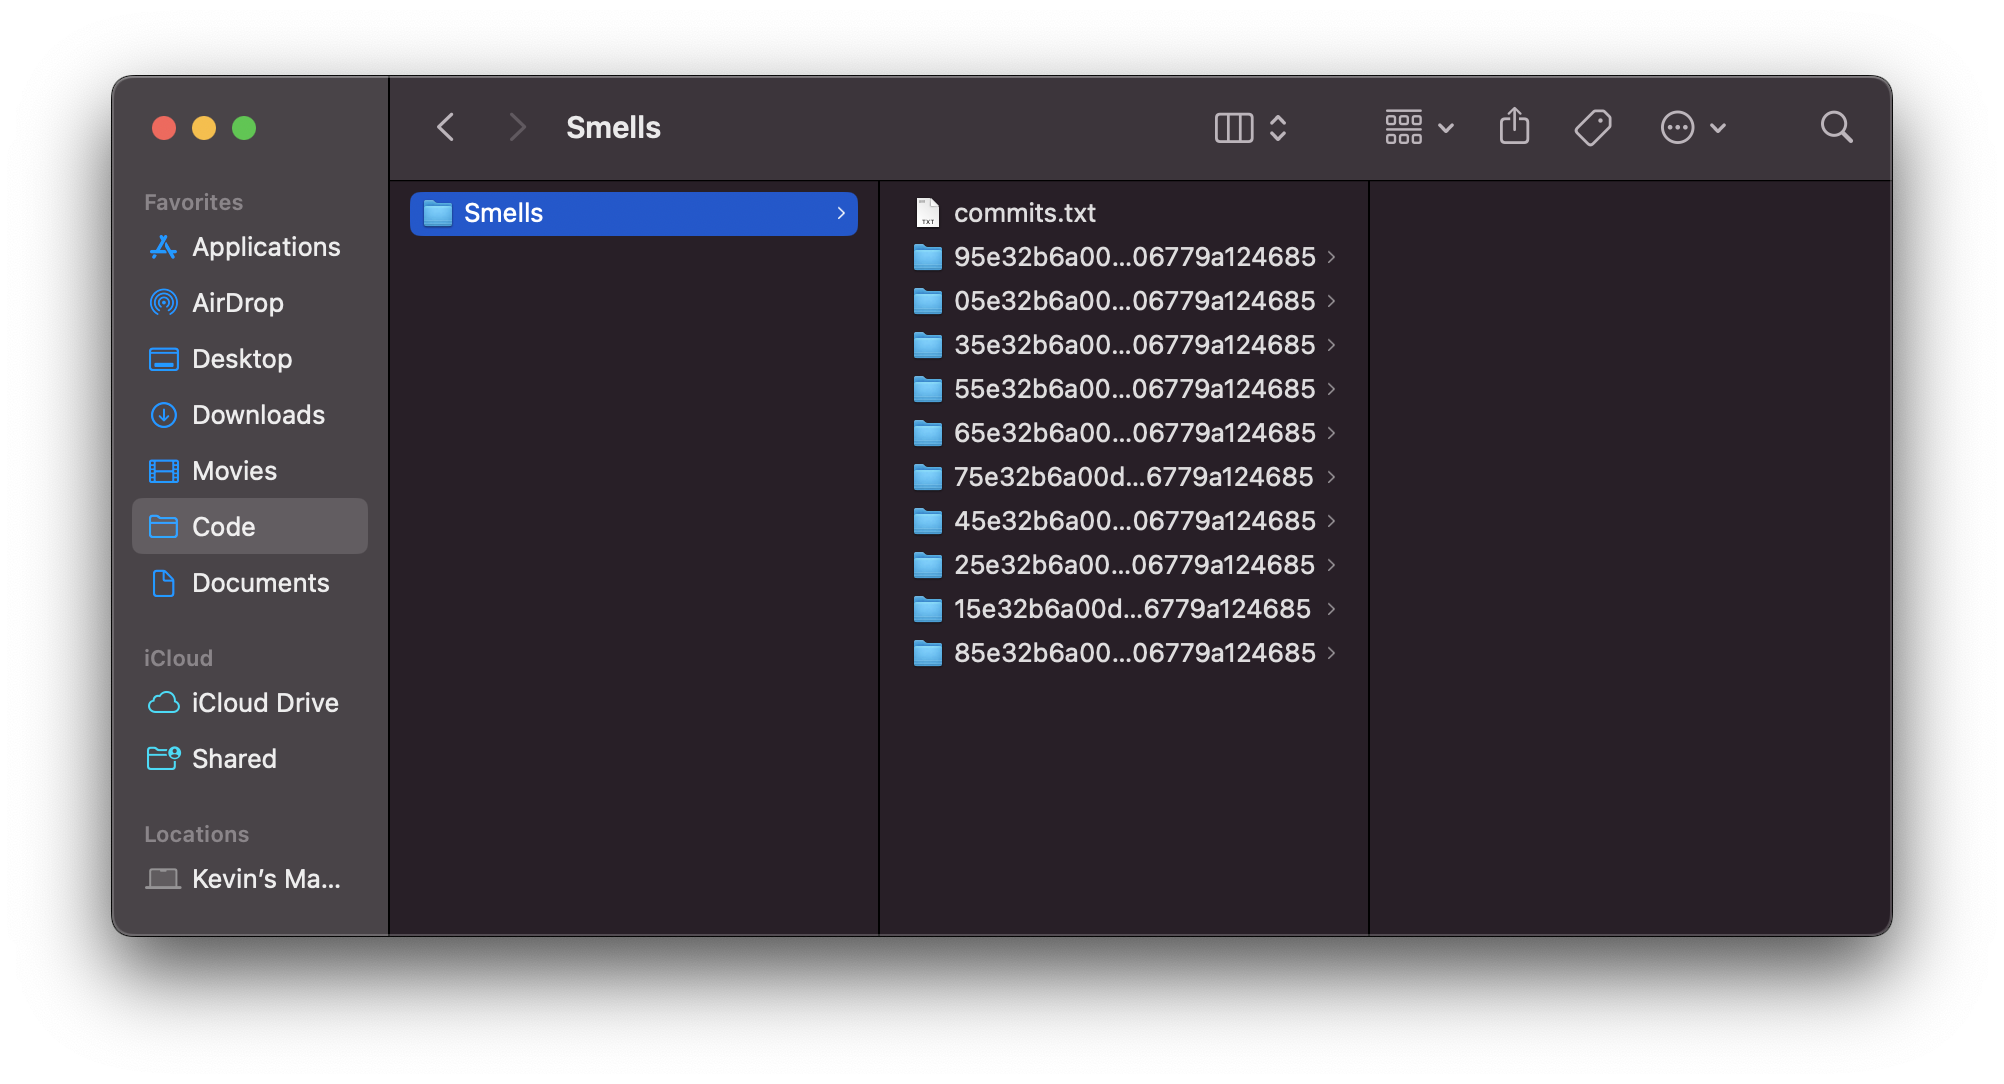 Smells
Favorites
Applications
AirDrop
Desktop
Downloads
Movies
Code
Documents
iCloud
iCloud Drive
Shared
Locations
Kevin’s Ma...
Smells
commits.txt
95e32b6a00...06779a124685
05e32b6a00...06779a124685
35e32b6a00...06779a124685
55e32b6a00...06779a124685
65e32b6a00...06779a124685
75e32b6a00d...6779a124685
45e32b6a00...06779a124685
25e32b6a00...06779a124685
15e32b6a00d...6779a124685
85e32b6a00...06779a124685
TXT